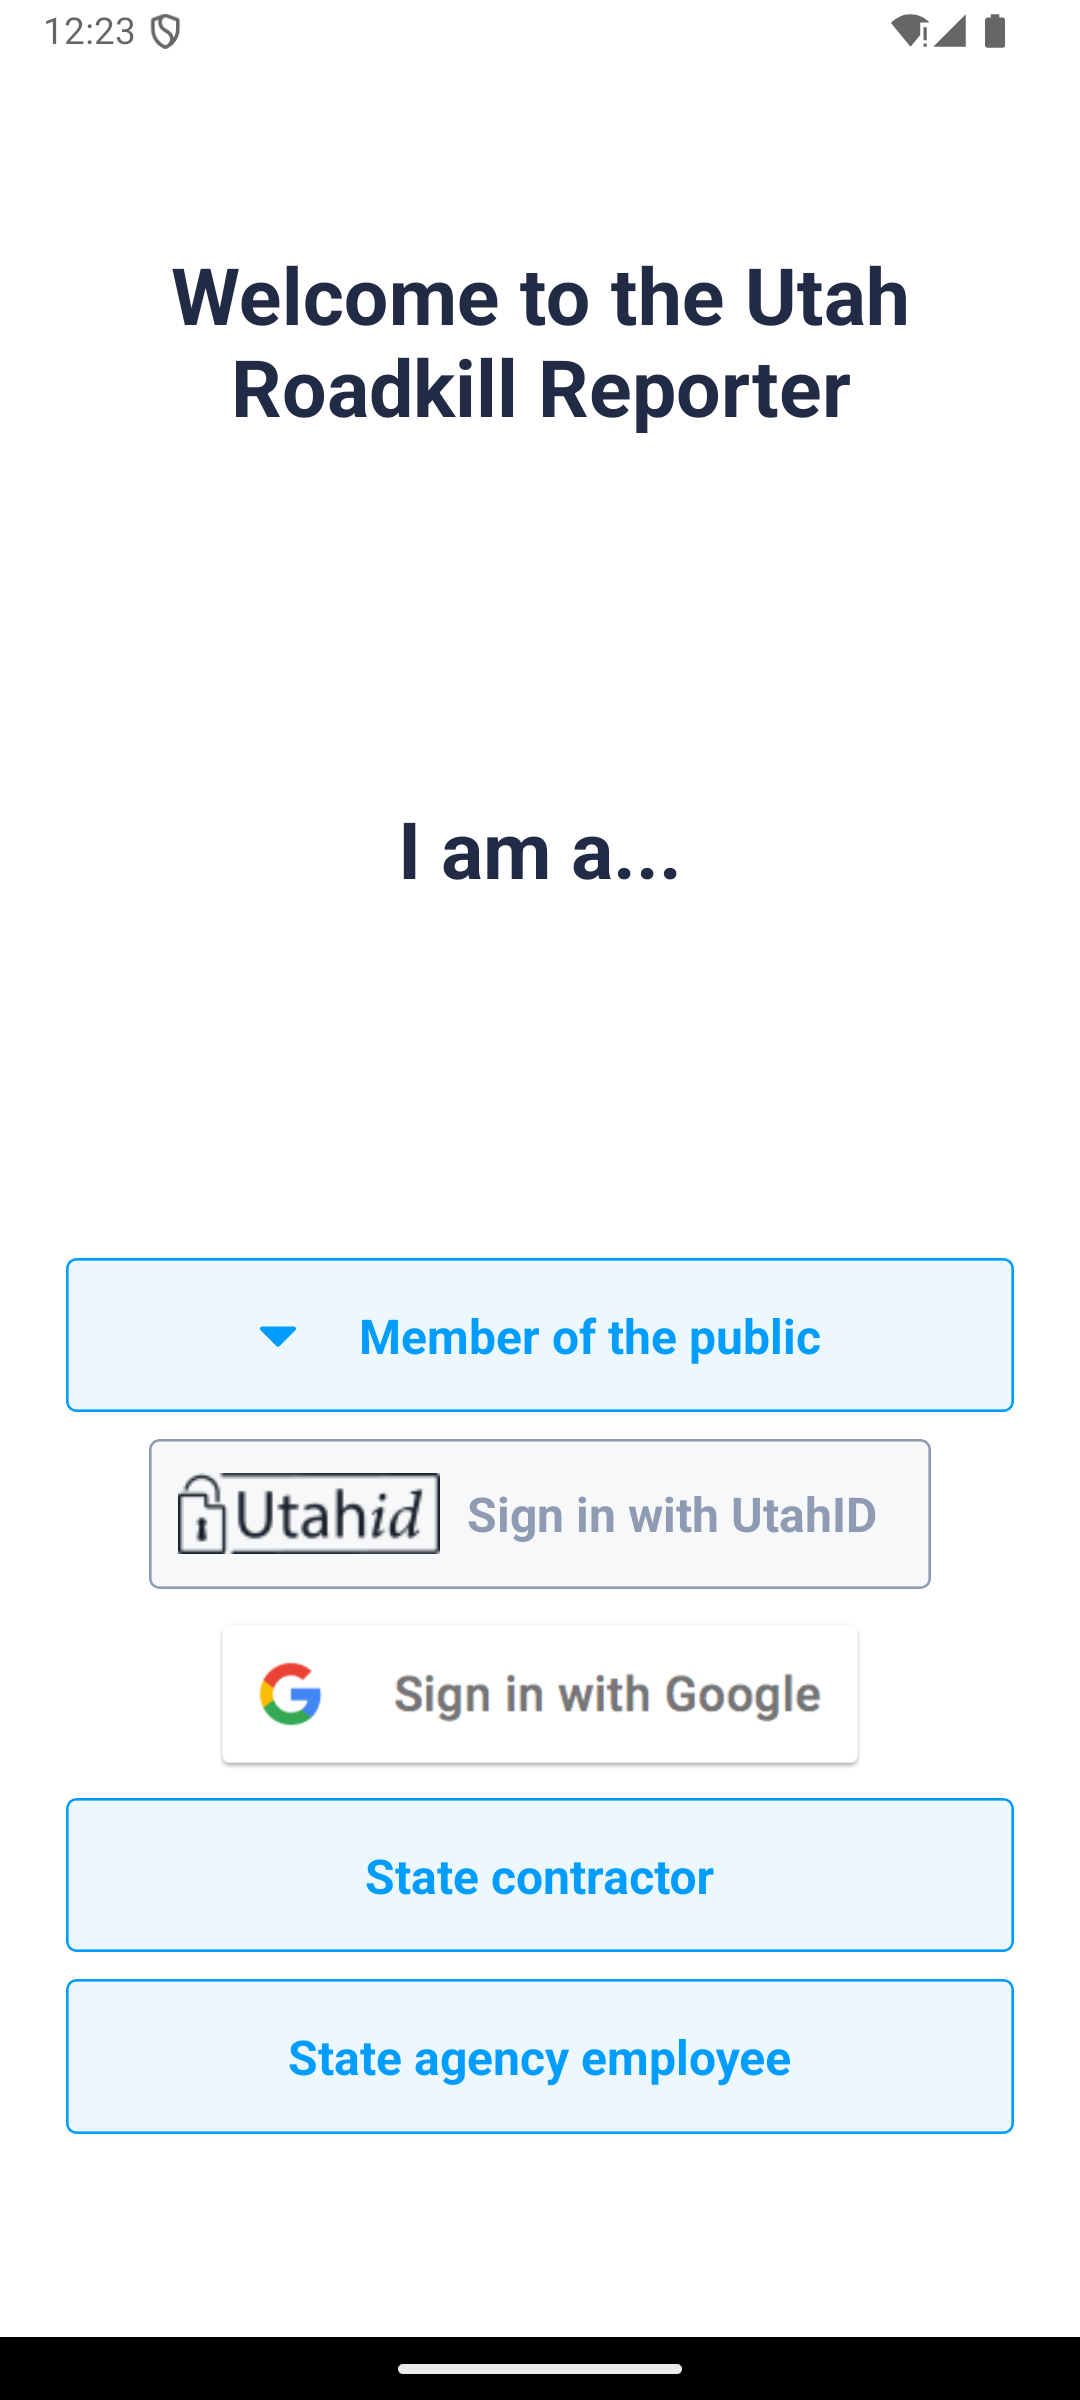 12:23
Welcome to the Utah
Roadkill Reporter
I am a...
Member of the public
Utahid Sign in with UtahID
Sign in with Google
State contractor
State agency employee